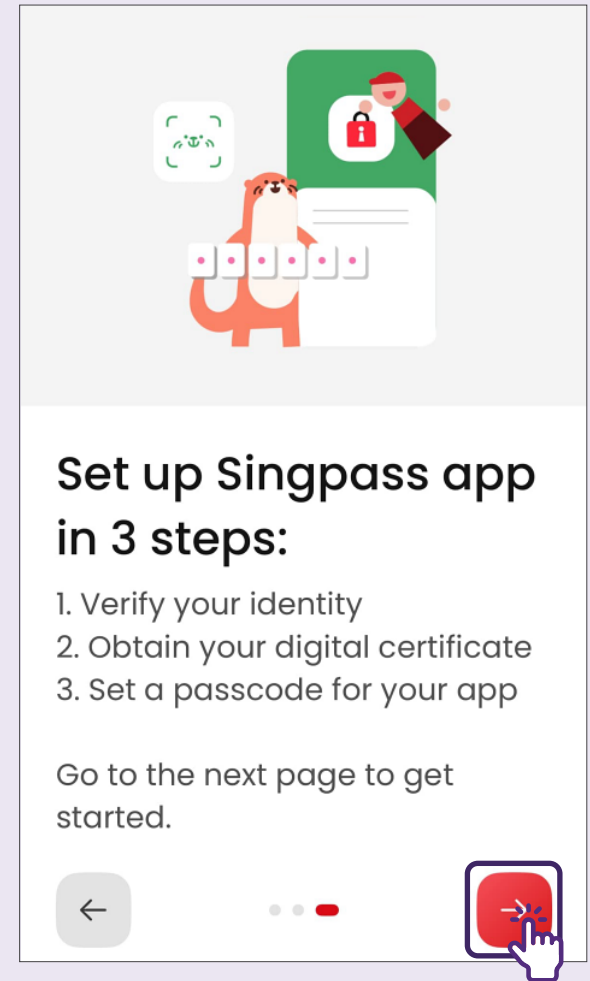 Set up Singpass app
in 3 steps:
1. Verify your identity
2. Obtain your digital certificate
3. Set a passcode for your app
Go to the next page to get
started.